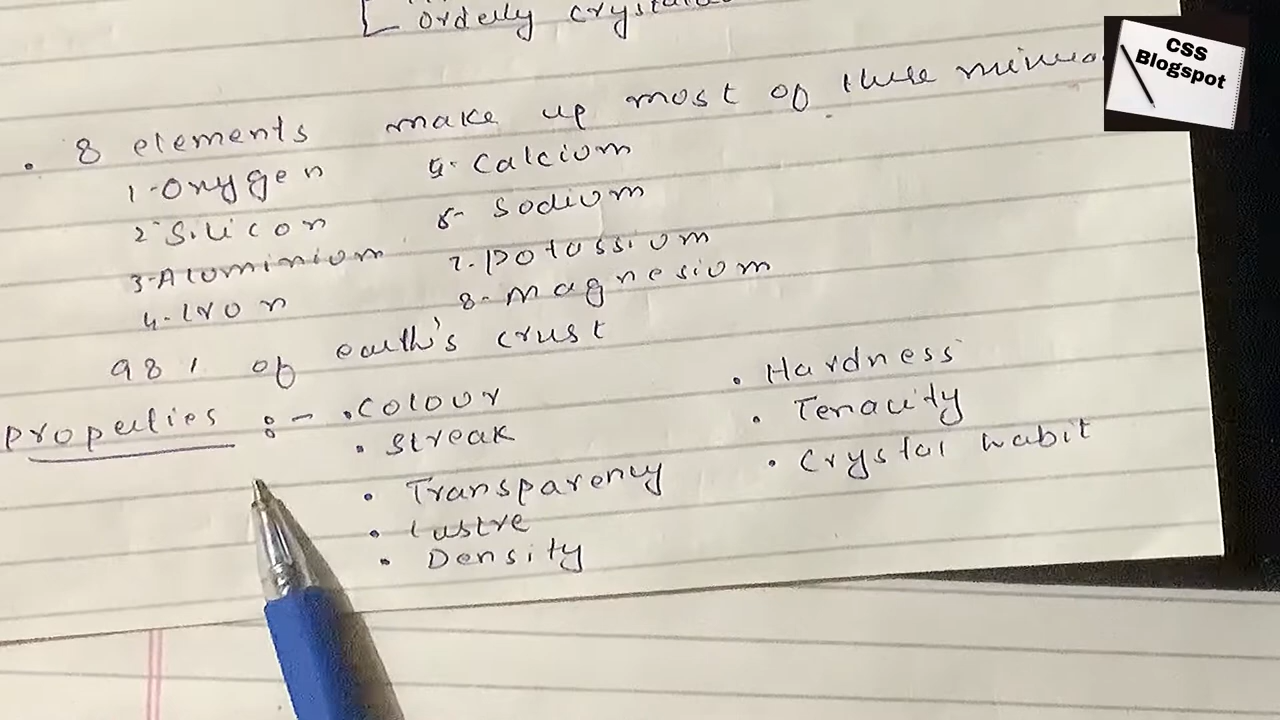 Orderly
CSS
Blogspot
• 8 elements make up most of these
1-Oxygen 5-Calcium
2-Silicon 6- Sodium
3-Aluminium 7-Potassium
4-Iron 8-Magnesium
98% of earth's crust
Properties :- •Colour • Hardness
• Streak • Tenacity
• Transparency • Crystal habit
• Lustre
• Density